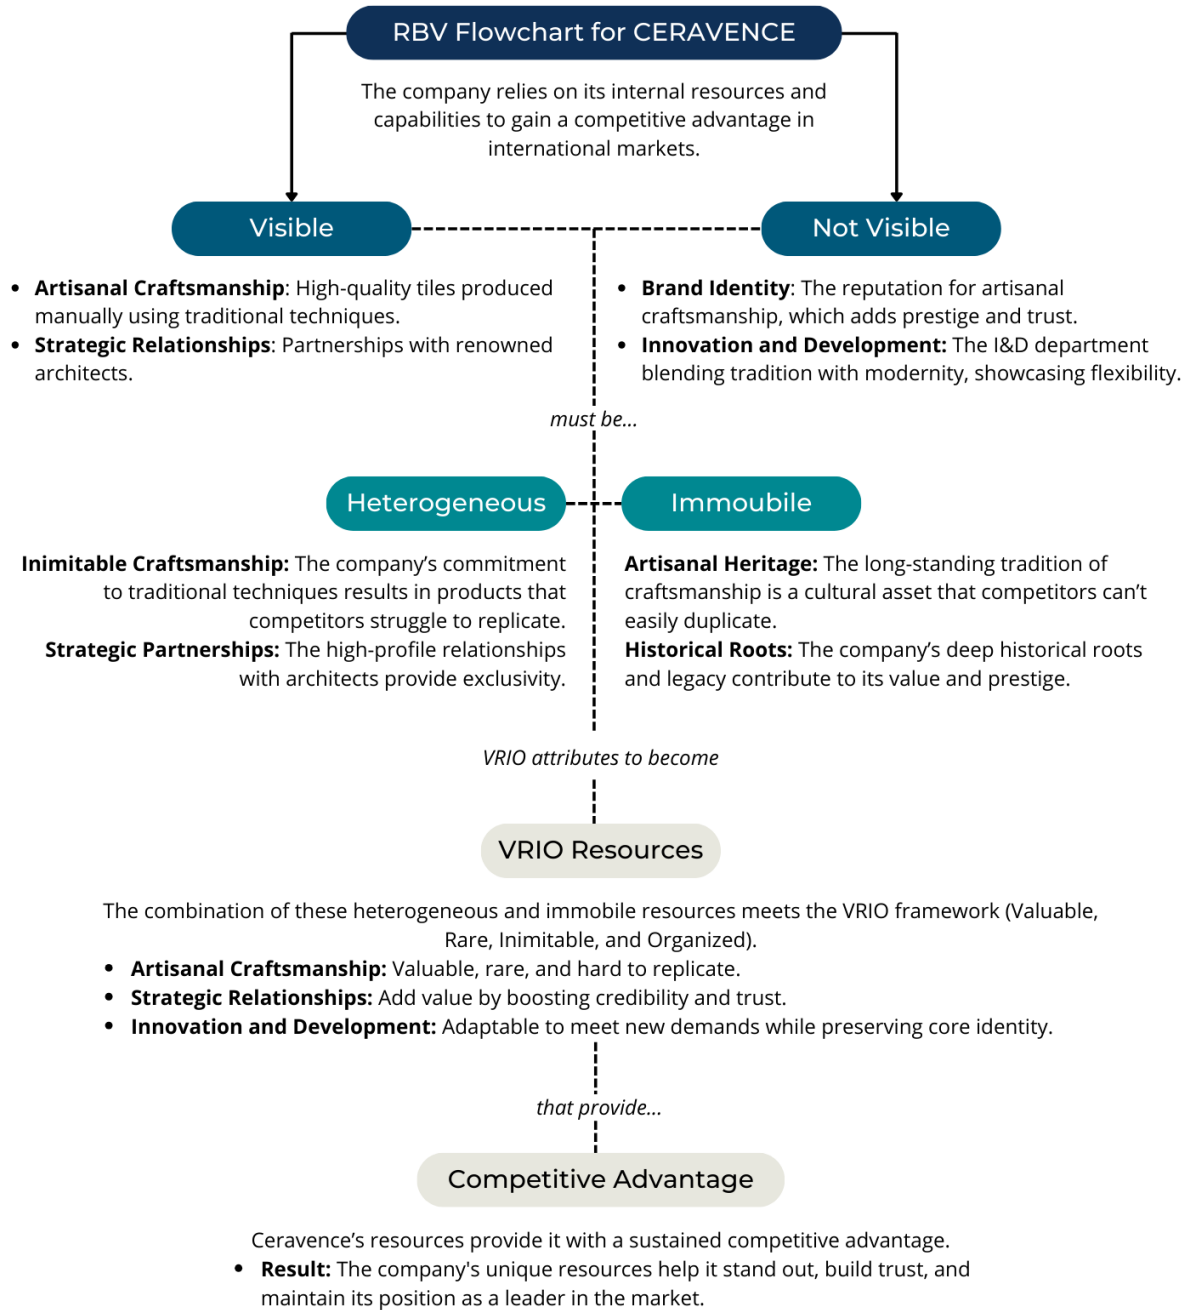 RBV Flowchart for CERAVENCE
The company relies on its internal resources and
capabilities to gain a competitive advantage in
international markets.
Visible
Not Visible
• Artisanal Craftsmanship: High-quality tiles produced
manually using traditional techniques.
• Strategic Relationships: Partnerships with renowned
architects.
• Brand Identity: The reputation for artisanal
craftsmanship, which adds prestige and trust.
• Innovation and Development: The I&D department
blending tradition with modernity, showcasing flexibility.
must be...
Heterogeneous
Immoubile
Inimitable Craftsmanship: The company’s commitment
to traditional techniques results in products that
competitors struggle to replicate.
Strategic Partnerships: The high-profile relationships
with architects provide exclusivity.
Artisanal Heritage: The long-standing tradition of
craftsmanship is a cultural asset that competitors can’t
easily duplicate.
Historical Roots: The company’s deep historical roots
and legacy contribute to its value and prestige.
VRIO attributes to become
VRIO Resources
The combination of these heterogeneous and immobile resources meets the VRIO framework (Valuable,
Rare, Inimitable, and Organized).
• Artisanal Craftsmanship: Valuable, rare, and hard to replicate.
• Strategic Relationships: Add value by boosting credibility and trust.
• Innovation and Development: Adaptable to meet new demands while preserving core identity.
that provide...
Competitive Advantage
Ceravence’s resources provide it with a sustained competitive advantage.
• Result: The company's unique resources help it stand out, build trust, and
maintain its position as a leader in the market.